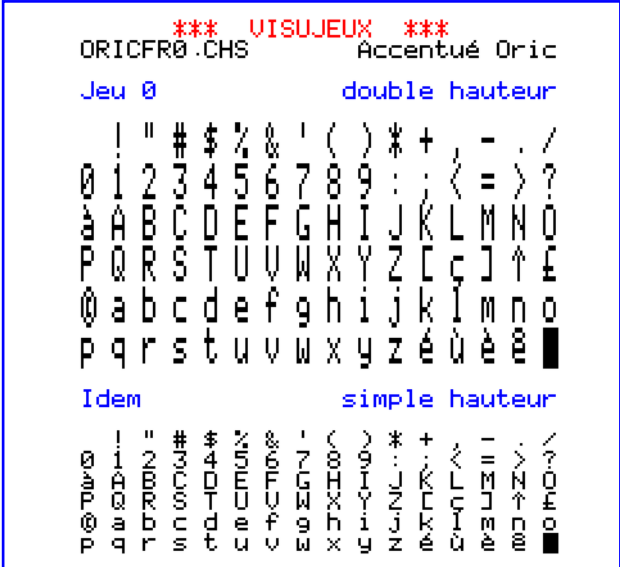 *** VISUJEUX ***
ORICFR0.CHS Accentué Oric
Jeu 0 double hauteur
! " # $ % & ' ( ) * + , - . /
0 1 2 3 4 5 6 7 8 9 : ; < = > ?
à A B C D E F G H I J K L M N O
P Q R S T U V W X Y Z [ ç ] ↑ £
© a b c d e f g h i j k l m n o
p q r s t u v w x y z é ù è ê █
Idem simple hauteur
! " # $ % & ' ( ) * + , - . /
0 1 2 3 4 5 6 7 8 9 : ; < = > ?
à A B C D E F G H I J K L M N O
P Q R S T U V W X Y Z [ ç ] ↑ £
© a b c d e f g h i j k l m n o
p q r s t u v w x y z é ù è ê █